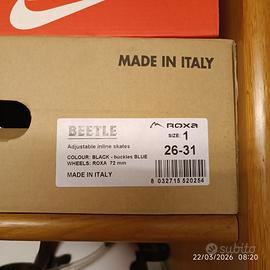 MADE IN ITALY
BEETLE
ROXA
Adjustable inline skates
SIZE: 1
26-31
COLOUR: BLACK - buckles BLUE
WHEELS: ROXA 72 mm
MADE IN ITALY
8 032715 520254
subito
22/03/2026 08:20